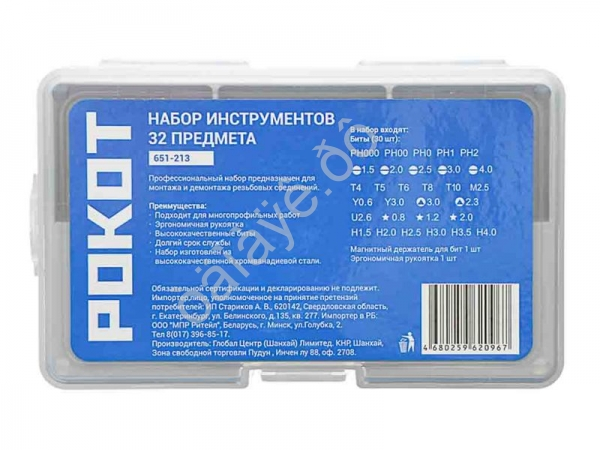 РОКОТ
НАБОР ИНСТРУМЕНТОВ
32 ПРЕДМЕТА
651-213
Профессиональный набор предназначен для
монтажа и демонтажа резьбовых соединений.
Преимущества:
- Подходит для многопрофильных работ
- Эргономичная рукоятка
- Высококачественные биты
- Долгий срок службы
- Набор изготовлен из
высококачественной хромванадиевой стали.
В набор входят:
Биты (30 шт):
PH000 PH00 PH0 PH1 PH2
1.5 2.0 2.5 3.0 4.0
T4 T5 T6 T8 T10 M2.5
Y0.6 Y3.0 3.0 2.3
U2.6 ★ 0.8 ★ 1.2 ★ 2.0
H1.5 H2.0 H2.5 H3.0 H3.5 H4.0
Магнитный держатель для бит 1 шт
Эргономичная рукоятка 1 шт
Обязательной сертификации и декларированию не подлежит.
Импортер,лицо уполномоченное на принятие претензий
потребителей: ИП Стариков А. В., 620142, РФ, Свердловская область,
г. Екатеринбург, ул. Белинского, д.135, кв. 277. Импортер в РБ:
ООО "МПР Ритейл", Беларусь, г. Минск, ул.Голубка, 2.
Тел 8(017) 396-85-17.
Производитель: Глобал Центр (Шанхай) Лимитед. КНР, Шанхай,
Зона свободной торговли Пудун , Инчен лу 88, оф. 2708.
4 680259 620967